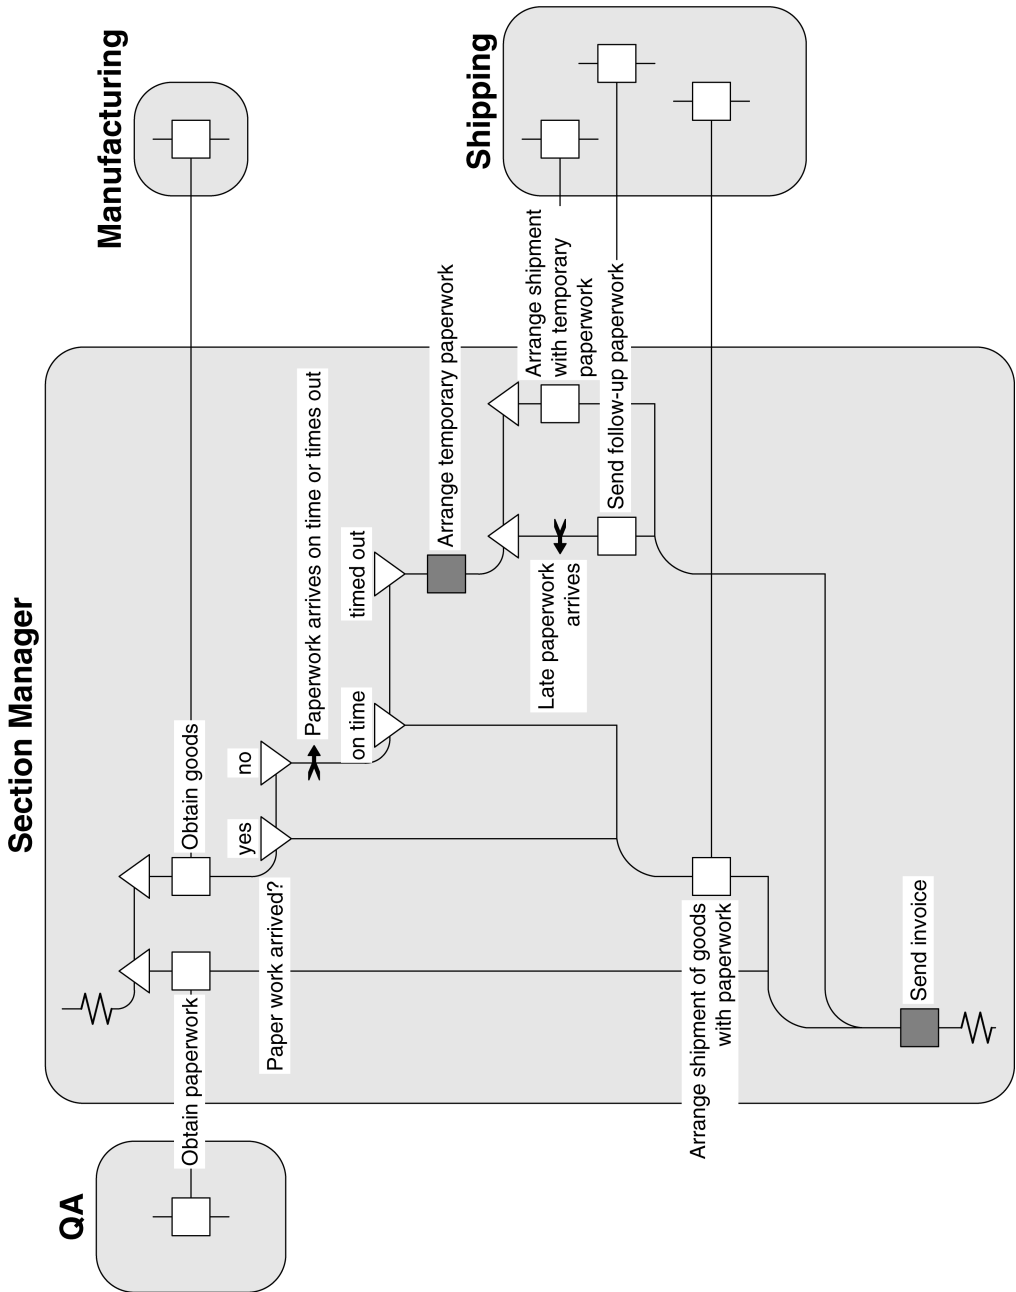 Section Manager
QA
Manufacturing
Shipping
Obtain paperwork
Obtain goods
Paper work arrived?
yes
no
Paperwork arrives on time or times out
on time
timed out
Arrange temporary paperwork
Late paperwork
arrives
Arrange shipment
with temporary
paperwork
Send follow-up paperwork
Arrange shipment of goods
with paperwork
Send invoice